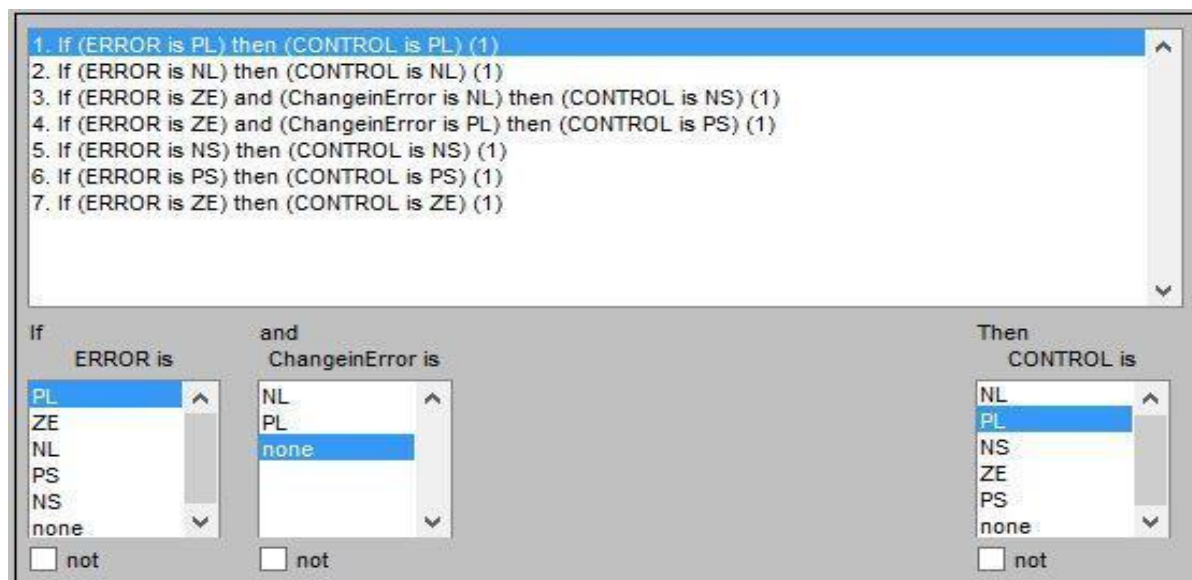 1. If (ERROR is PL) then (CONTROL is PL) (1)
2. If (ERROR is NL) then (CONTROL is NL) (1)
3. If (ERROR is ZE) and (ChangeinError is NL) then (CONTROL is NS) (1)
4. If (ERROR is ZE) and (ChangeinError is PL) then (CONTROL is PS) (1)
5. If (ERROR is NS) then (CONTROL is NS) (1)
6. If (ERROR is PS) then (CONTROL is PS) (1)
7. If (ERROR is ZE) then (CONTROL is ZE) (1)
If
ERROR is
PL
ZE
NL
PS
NS
none
not
and
ChangeinError is
NL
PL
none
not
Then
CONTROL is
NL
PL
NS
ZE
PS
none
not